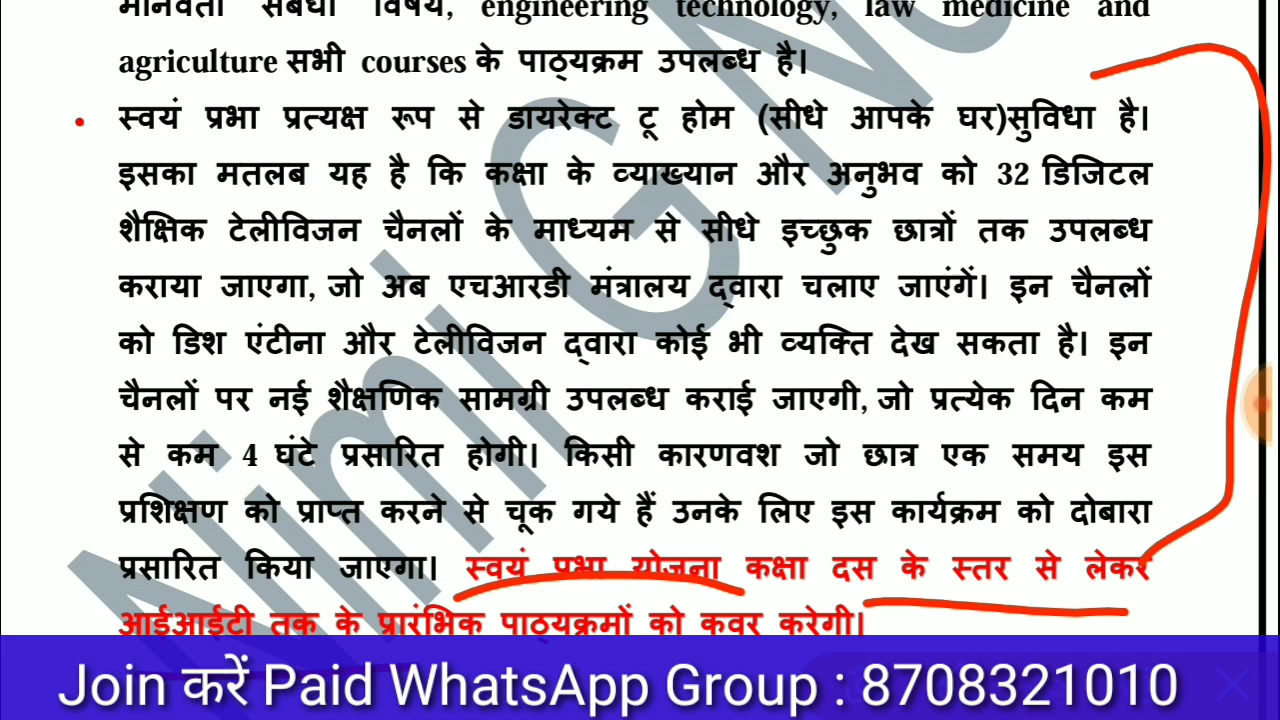 मानवता संबंधी विषय, engineering technology, law medicine and
agriculture सभी courses के पाठ्यक्रम उपलब्ध है।
• स्वयं प्रभा प्रत्यक्ष रूप से डायरेक्ट टू होम (सीधे आपके घर)सुविधा है।
इसका मतलब यह है कि कक्षा के व्याख्यान और अनुभव को 32 डिजिटल
शैक्षिक टेलीविजन चैनलों के माध्यम से सीधे इच्छुक छात्रों तक उपलब्ध
कराया जाएगा, जो अब एचआरडी मंत्रालय द्वारा चलाए जाएंगें। इन चैनलों
को डिश एंटीना और टेलीविजन द्वारा कोई भी व्यक्ति देख सकता है। इन
चैनलों पर नई शैक्षणिक सामग्री उपलब्ध कराई जाएगी, जो प्रत्येक दिन कम
से कम 4 घंटे प्रसारित होगी। किसी कारणवश जो छात्र एक समय इस
प्रशिक्षण को प्राप्त करने से चूक गये हैं उनके लिए इस कार्यक्रम को दोबारा
प्रसारित किया जाएगा। स्वयं प्रभा योजना कक्षा दस के स्तर से लेकर
आईआईटी तक के प्रारंभिक पाठ्यक्रमों को कवर करेगी।
Join करें Paid WhatsApp Group : 8708321010